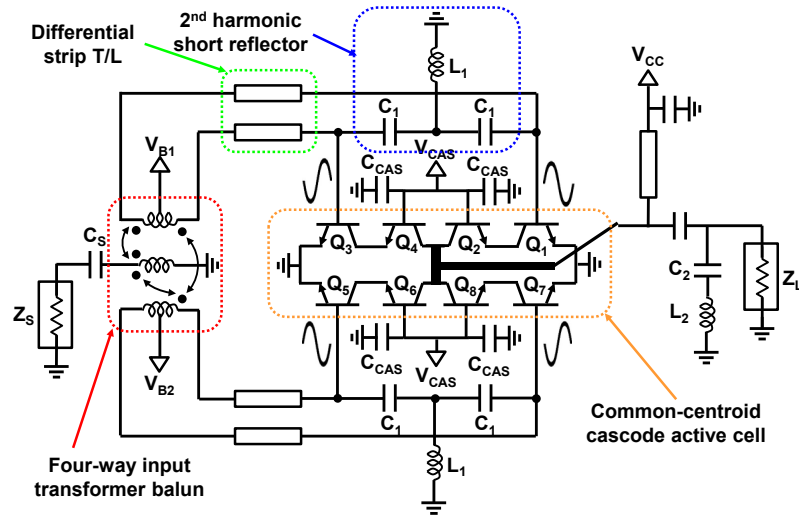 Differential
strip T/L
2nd harmonic
short reflector
L1
C1
C1
VCC
VB1
CCAS
VCAS
CCAS
CS
Q3
Q4
Q2
Q1
ZS
Q5
Q6
Q8
Q7
C2
ZL
L2
VB2
CCAS
VCAS
CCAS
C1
C1
L1
Four-way input
transformer balun
Common-centroid
cascode active cell